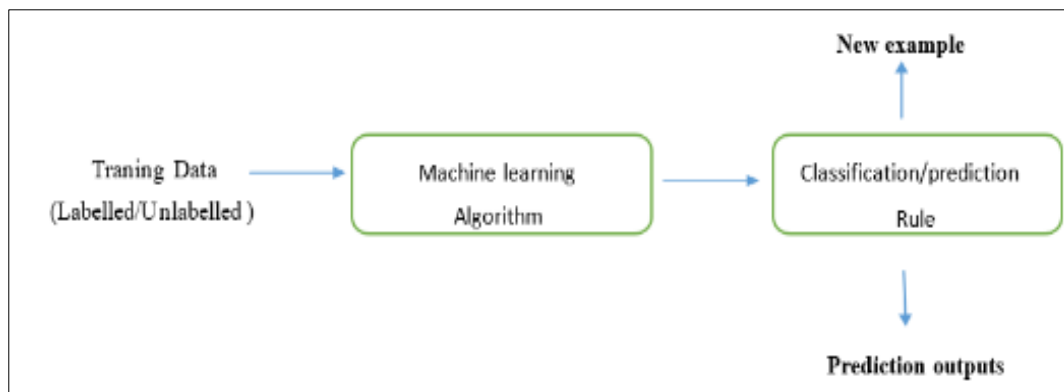 New example
Traning Data
(Labelled/Unlabelled )
Machine learning
Algorithm
Classification/prediction
Rule
Prediction outputs